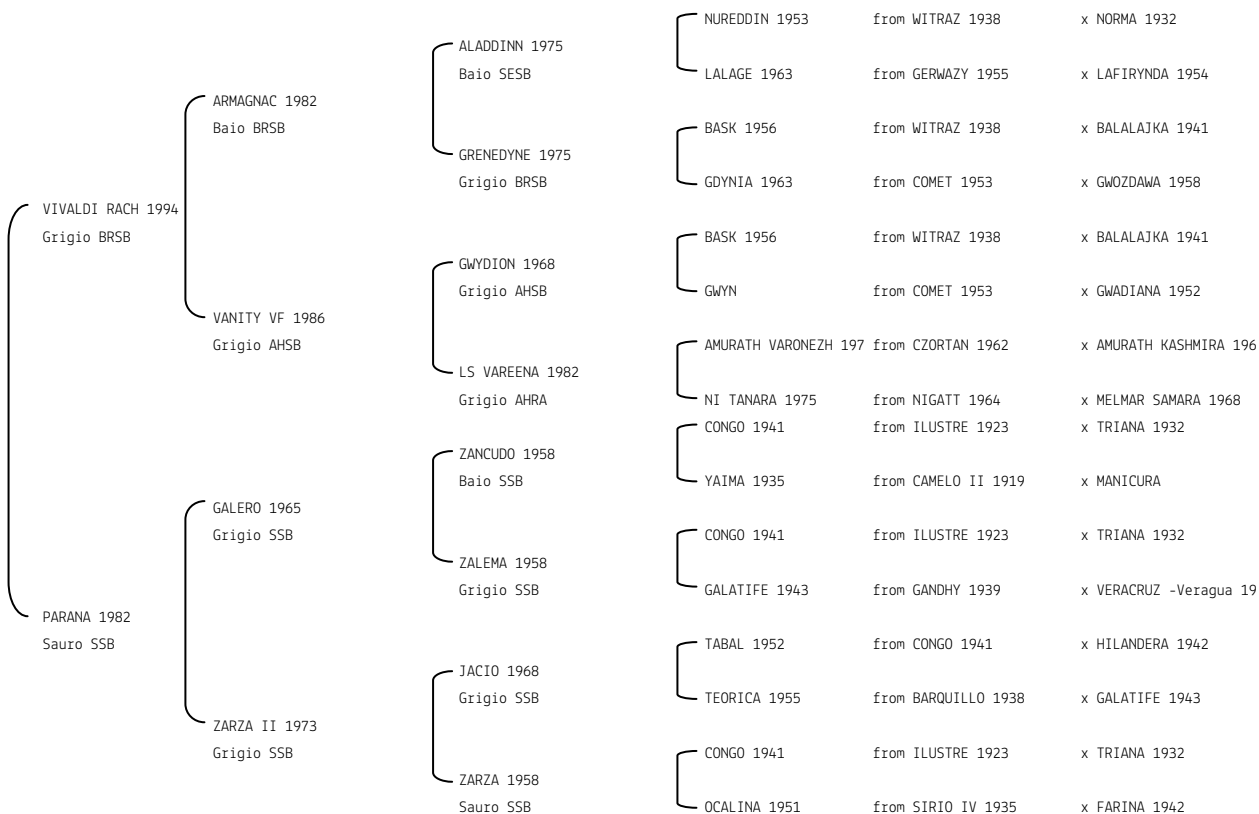 NUREDDIN 1953 from WITRAZ 1938 x NORMA 1932
ALADDINN 1975
Baio SESB
LALAGE 1963 from GERWAZY 1955 x LAFIRYNDA 1954
ARMAGNAC 1982
Baio BRSB
BASK 1956 from WITRAZ 1938 x BALALAJKA 1941
GRENEDYNE 1975
Grigio BRSB
GDYNIA 1963 from COMET 1953 x GWOZDAWA 1958
VIVALDI RACH 1994
Grigio BRSB
BASK 1956 from WITRAZ 1938 x BALALAJKA 1941
GWYDION 1968
Grigio AHSB
GWYN from COMET 1953 x GWADIANA 1952
VANITY VF 1986
Grigio AHSB
AMURATH VARONEZH 197 from CZORTAN 1962 x AMURATH KASHMIRA 196
LS VAREENA 1982
Grigio AHRA
NI TANARA 1975 from NIGATT 1964 x MELMAR SAMARA 1968
CONGO 1941 from ILUSTRE 1923 x TRIANA 1932
ZANCUDO 1958
Baio SSB
YAIMA 1935 from CAMELO II 1919 x MANICURA
GALERO 1965
Grigio SSB
CONGO 1941 from ILUSTRE 1923 x TRIANA 1932
ZALEMA 1958
Grigio SSB
GALATIFE 1943 from GANDHY 1939 x VERACRUZ -Veragua 19
PARANA 1982
Sauro SSB
TABAL 1952 from CONGO 1941 x HILANDERA 1942
JACIO 1968
Grigio SSB
TEORICA 1955 from BARQUILLO 1938 x GALATIFE 1943
ZARZA II 1973
Grigio SSB
CONGO 1941 from ILUSTRE 1923 x TRIANA 1932
ZARZA 1958
Sauro SSB
OCALINA 1951 from SIRIO IV 1935 x FARINA 1942